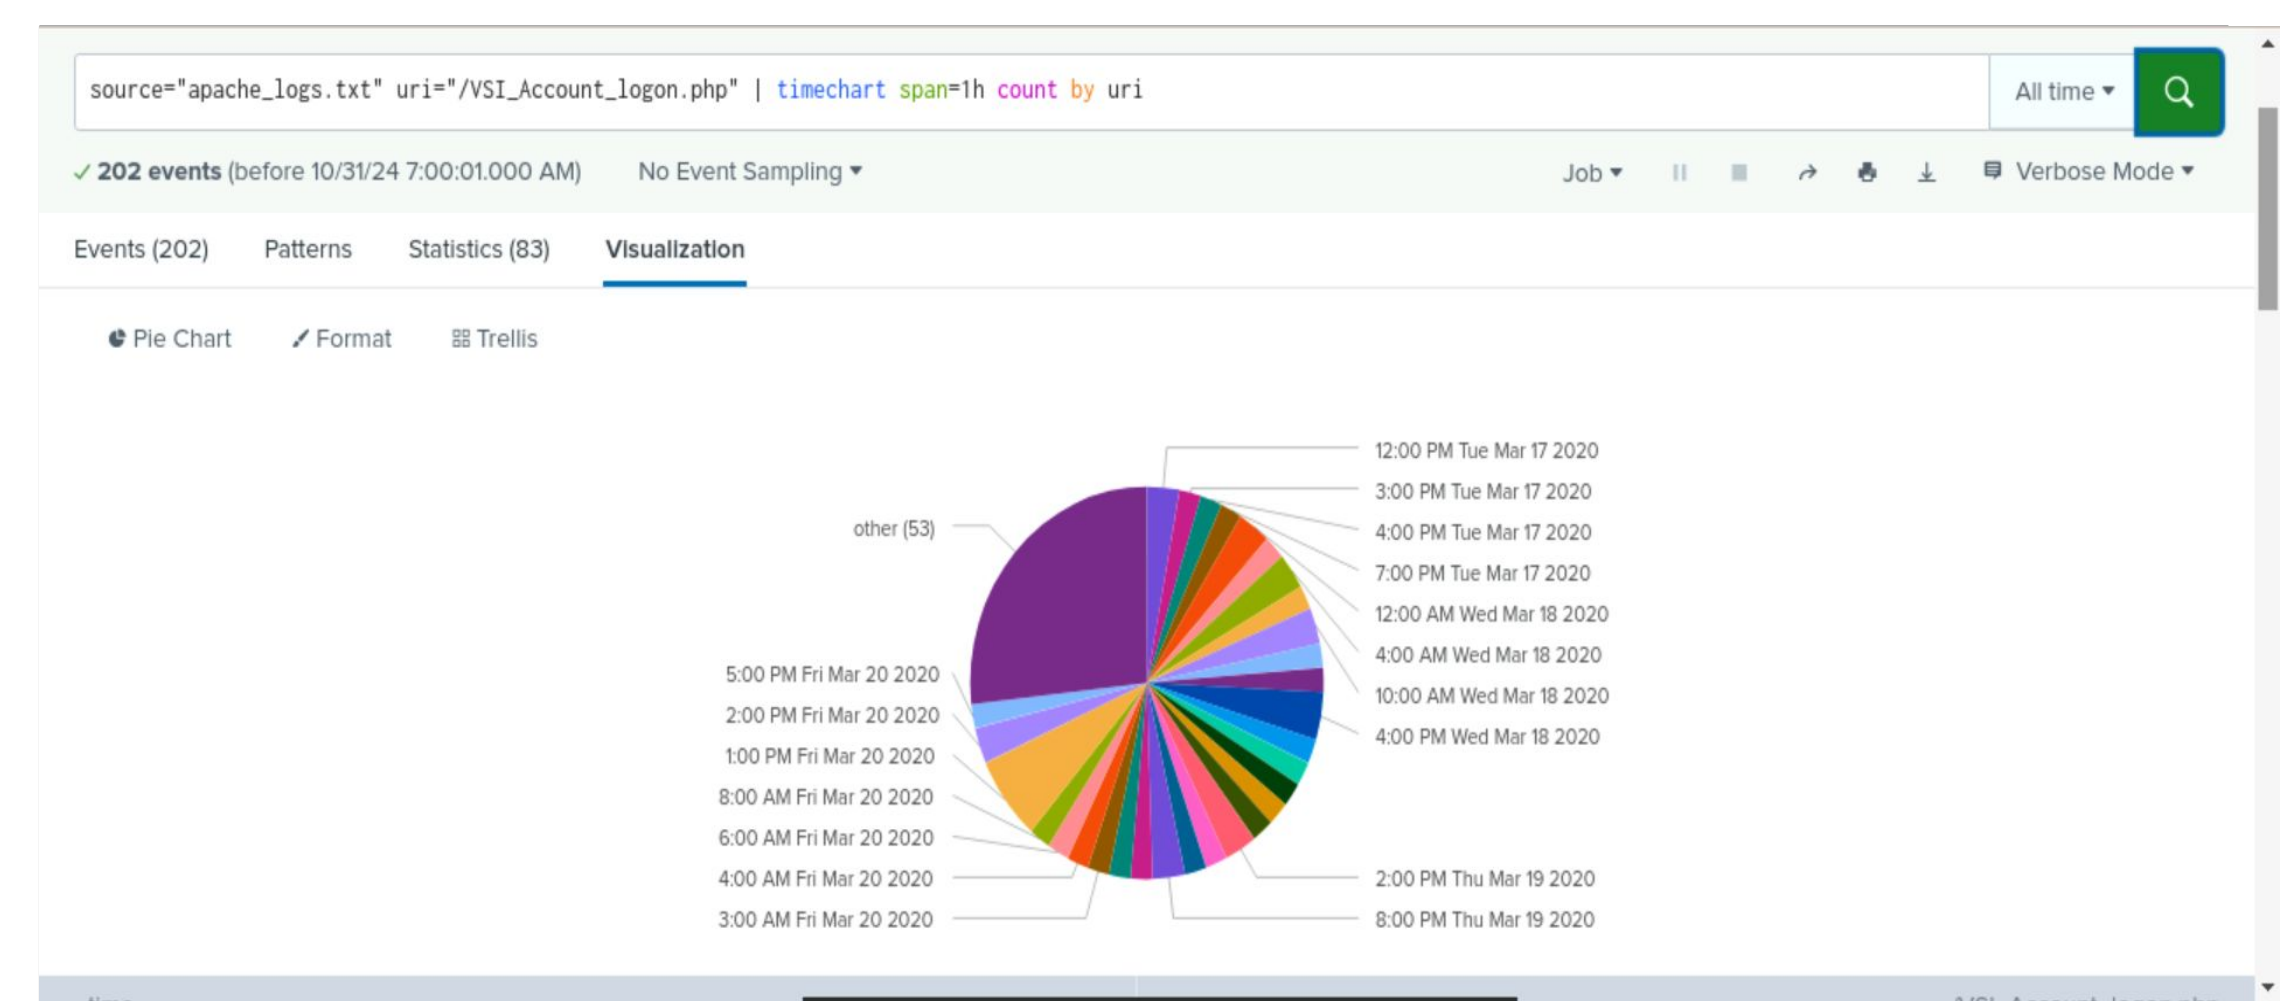 source="apache_logs.txt" uri="/VSI_Account_logon.php" | timechart span=1h count by uri
All time
202 events (before 10/31/24 7:00:01.000 AM)
No Event Sampling
Job
Verbose Mode
Events (202)
Patterns
Statistics (83)
Visualization
Pie Chart
Format
Trellis
12:00 PM Tue Mar 17 2020
3:00 PM Tue Mar 17 2020
4:00 PM Tue Mar 17 2020
7:00 PM Tue Mar 17 2020
12:00 AM Wed Mar 18 2020
4:00 AM Wed Mar 18 2020
10:00 AM Wed Mar 18 2020
4:00 PM Wed Mar 18 2020
2:00 PM Thu Mar 19 2020
8:00 PM Thu Mar 19 2020
other (53)
5:00 PM Fri Mar 20 2020
2:00 PM Fri Mar 20 2020
1:00 PM Fri Mar 20 2020
8:00 AM Fri Mar 20 2020
6:00 AM Fri Mar 20 2020
4:00 AM Fri Mar 20 2020
3:00 AM Fri Mar 20 2020